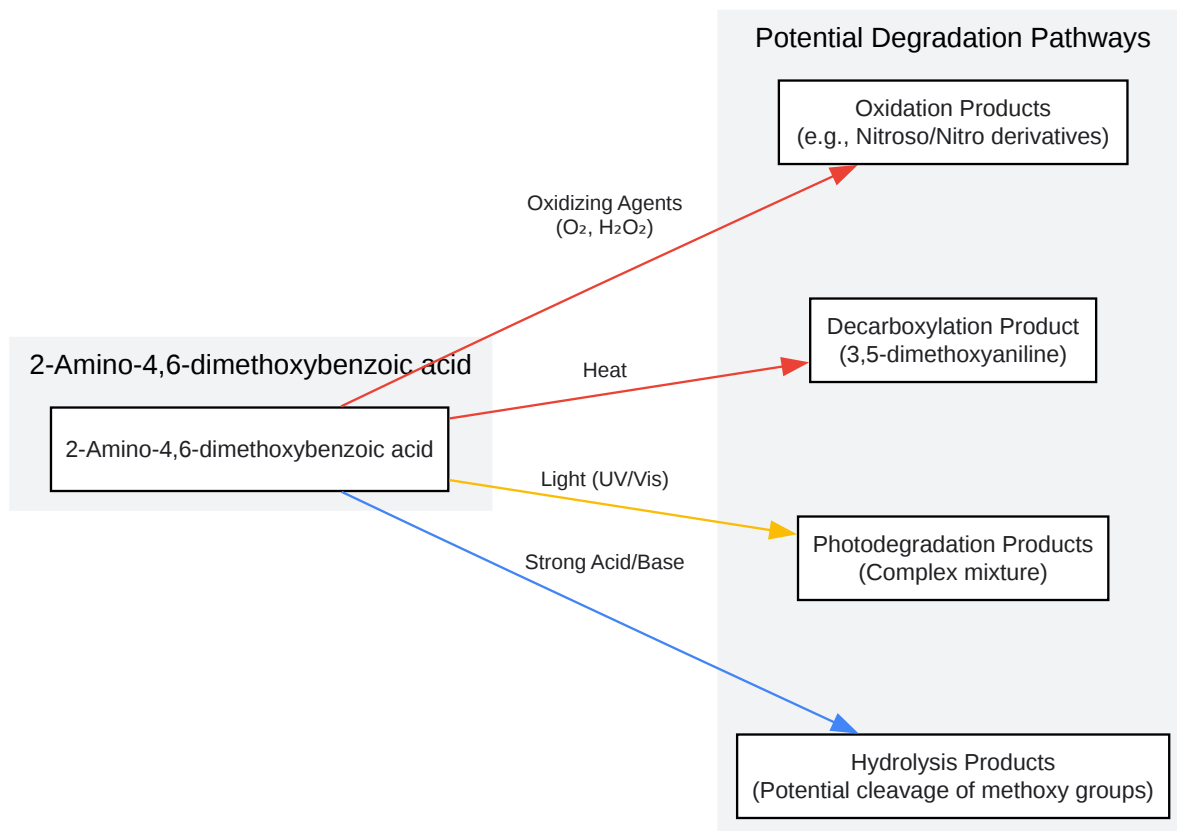 Potential Degradation Pathways
Oxidation Products
(e.g., Nitroso/Nitro derivatives)
Oxidizing Agents
(O₂, H₂O₂)
Decarboxylation Product
(3,5-dimethoxyaniline)
2-Amino-4,6-dimethoxybenzoic acid
Heat
2-Amino-4,6-dimethoxybenzoic acid
Light (UV/Vis)
Photodegradation Products
(Complex mixture)
Strong Acid/Base
Hydrolysis Products
(Potential cleavage of methoxy groups)